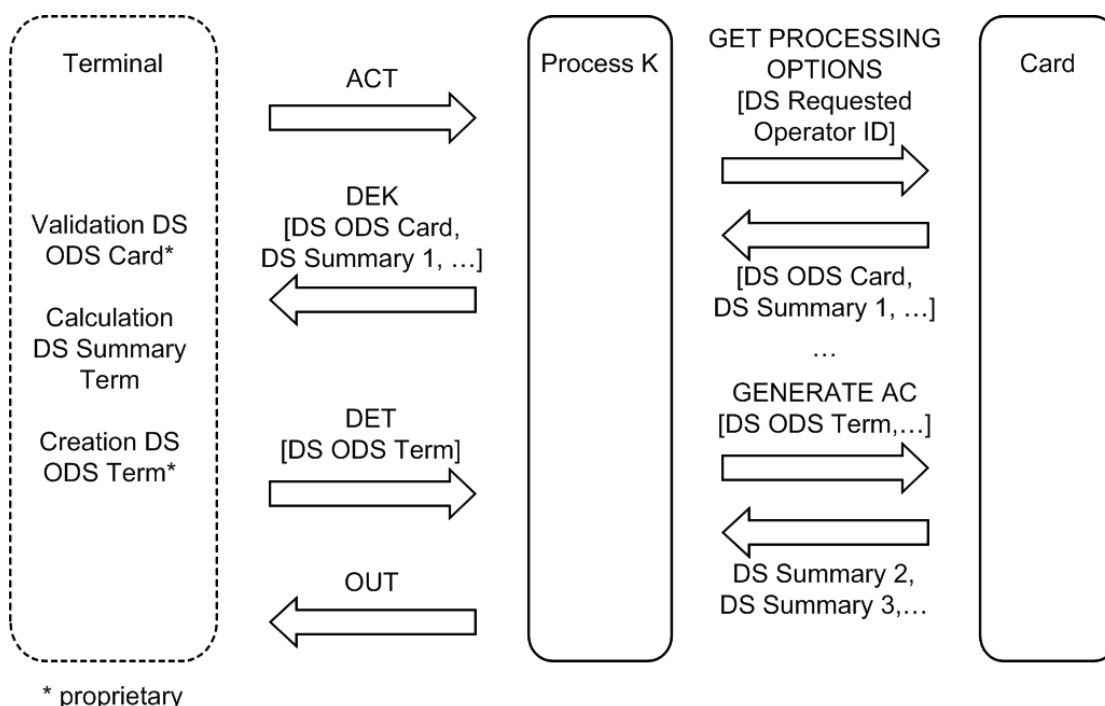 Terminal
Validation DS
ODS Card*
Calculation
DS Summary
Term
Creation DS
ODS Term*
ACT
DEK
[DS ODS Card,
DS Summary 1, …]
DET
[DS ODS Term]
OUT
Process K
GET PROCESSING
OPTIONS
[DS Requested
Operator ID]
[DS ODS Card,
DS Summary 1, …]
…
GENERATE AC
[DS ODS Term,…]
DS Summary 2,
DS Summary 3,…
Card
* proprietary